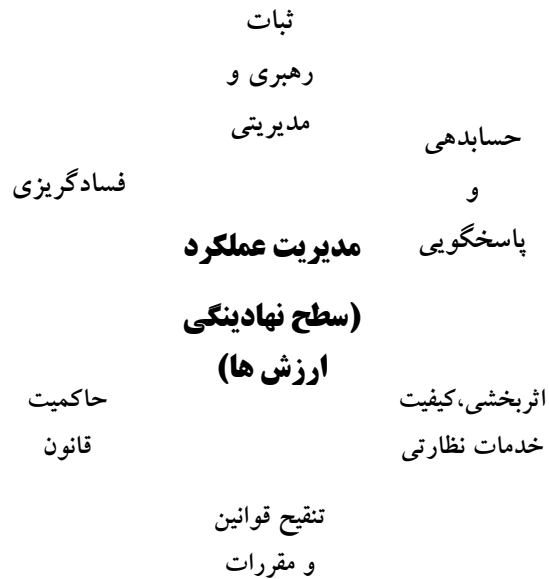 ثبات
رهبری و
مدیریتی
حسابدهی
و
پاسخگویی
فسادگریزی
مدیریت عملکرد
(سطح نهادینگی
ارزش ها)
اثربخشی،کیفیت
خدمات نظارتی
حاکمیت
قانون
تنقیح قوانین
و مقررات